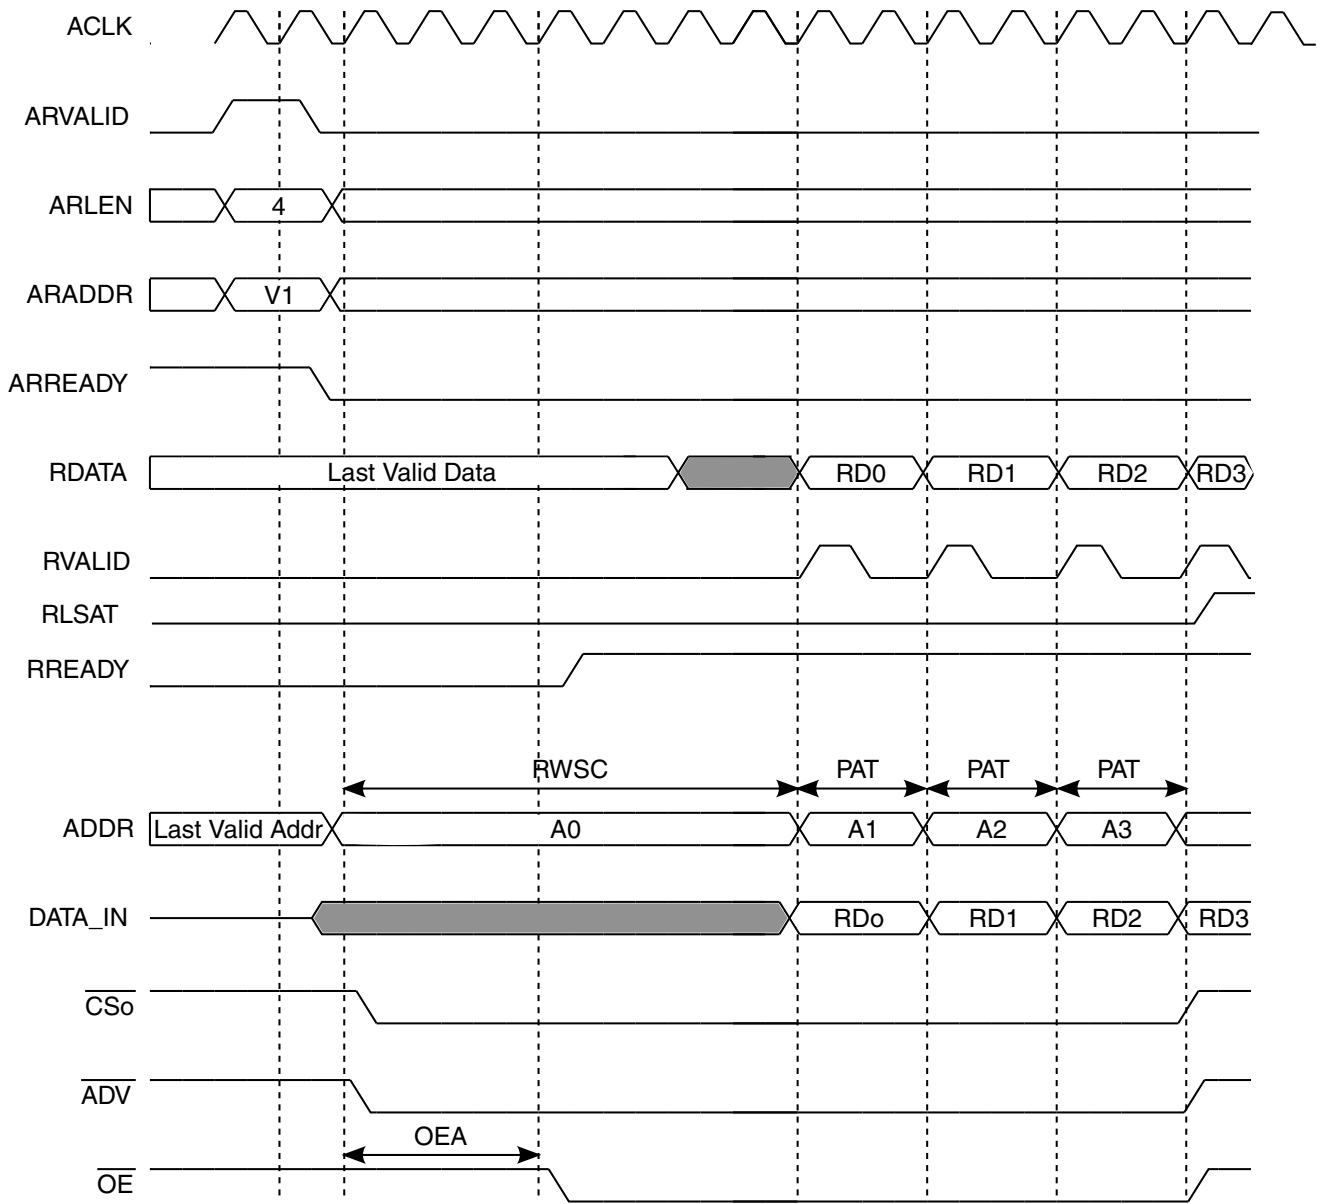 ACLK
ARVALID
ARLEN 4
ARADDR V1
ARREADY
RDATA Last Valid Data RD0 RD1 RD2 RD3
RVALID
RLSAT
RREADY
RWSC PAT PAT PAT
ADDR Last Valid Addr A0 A1 A2 A3
DATA_IN RDo RD1 RD2 RD3
CSo
ADV
OEA
OE